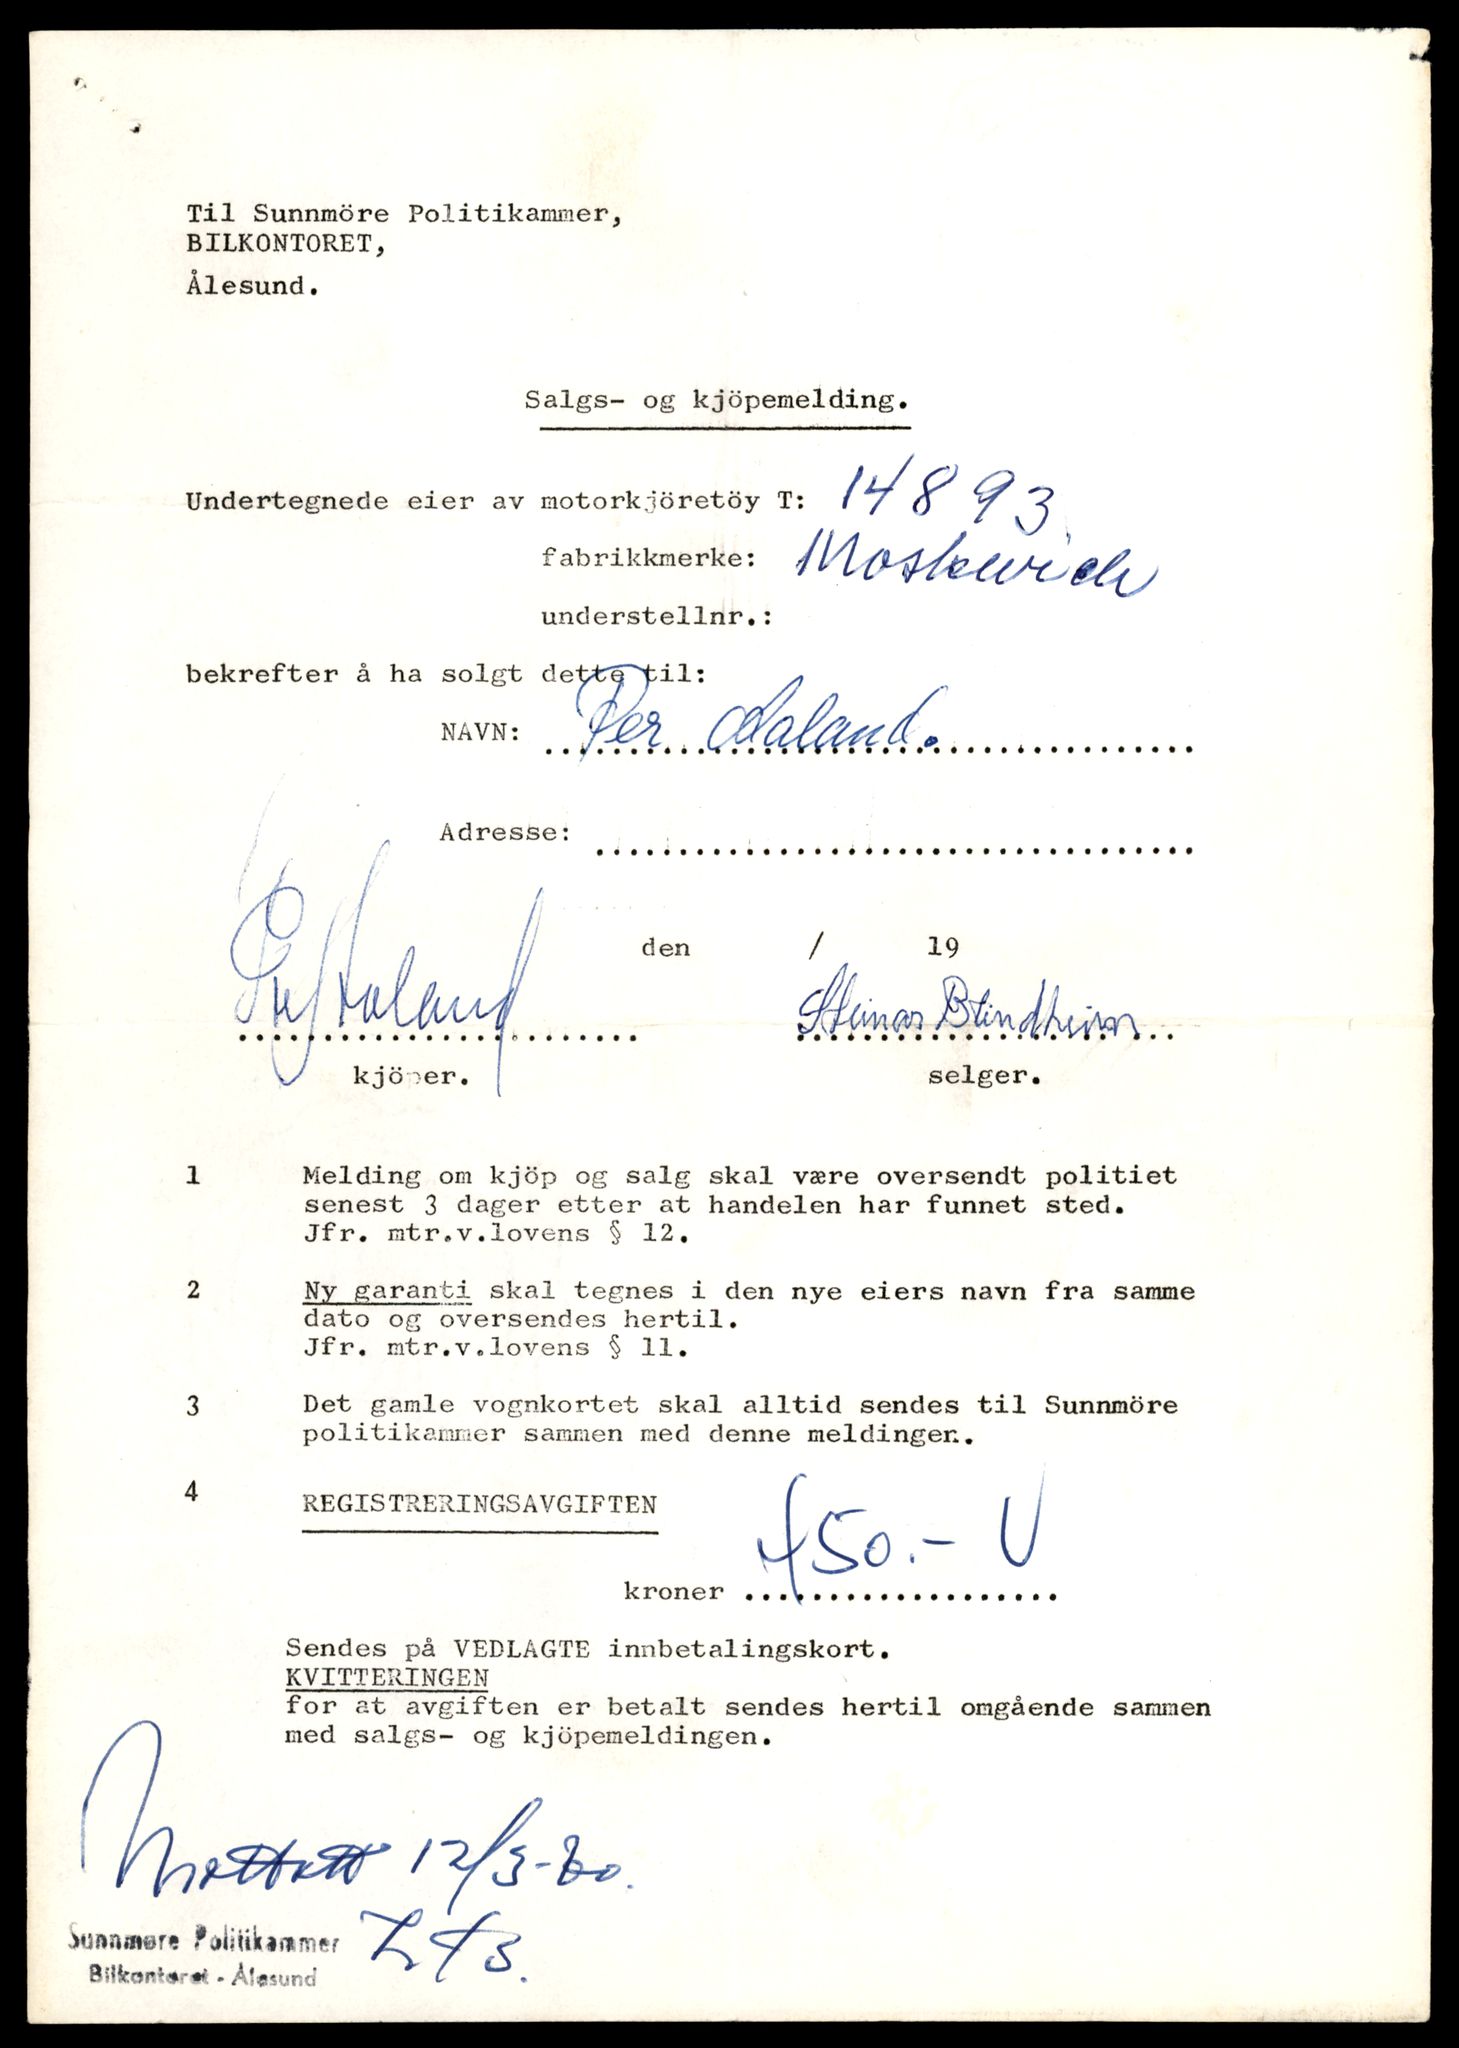 Til Sunnmöre Politikammer,
BILKONTORET,
Ålesund.
Salgs- og kjöpemelding.
Undertegnede eier av motorkjöretöy T: 14893
fabrikkmerke: Moskwich
understellnr.:
bekrefter å ha solgt dette til:
NAVN: Per Aaland.
Adresse:
den / 19
Steinar Blindheim
kjöper. selger.
1 Melding om kjöp og salg skal være oversendt politiet
senest 3 dager etter at handelen har funnet sted.
Jfr. mtr.v.lovens § 12.
2 Ny garanti skal tegnes i den nye eiers navn fra samme
dato og oversendes hertil.
Jfr. mtr.v.lovens § 11.
3 Det gamle vognkortet skal alltid sendes til Sunnmöre
politikammer sammen med denne meldingen.
4 REGISTRERINGSAVGIFTEN
450.-
kroner
Sendes på VEDLAGTE innbetalingskort.
KVITTERINGEN
for at avgiften er betalt sendes hertil omgående sammen
med salgs- og kjöpemeldingen.
Mottatt 12/3-60.
Sunnmøre Politikammer
Bilkontoret - Ålesund